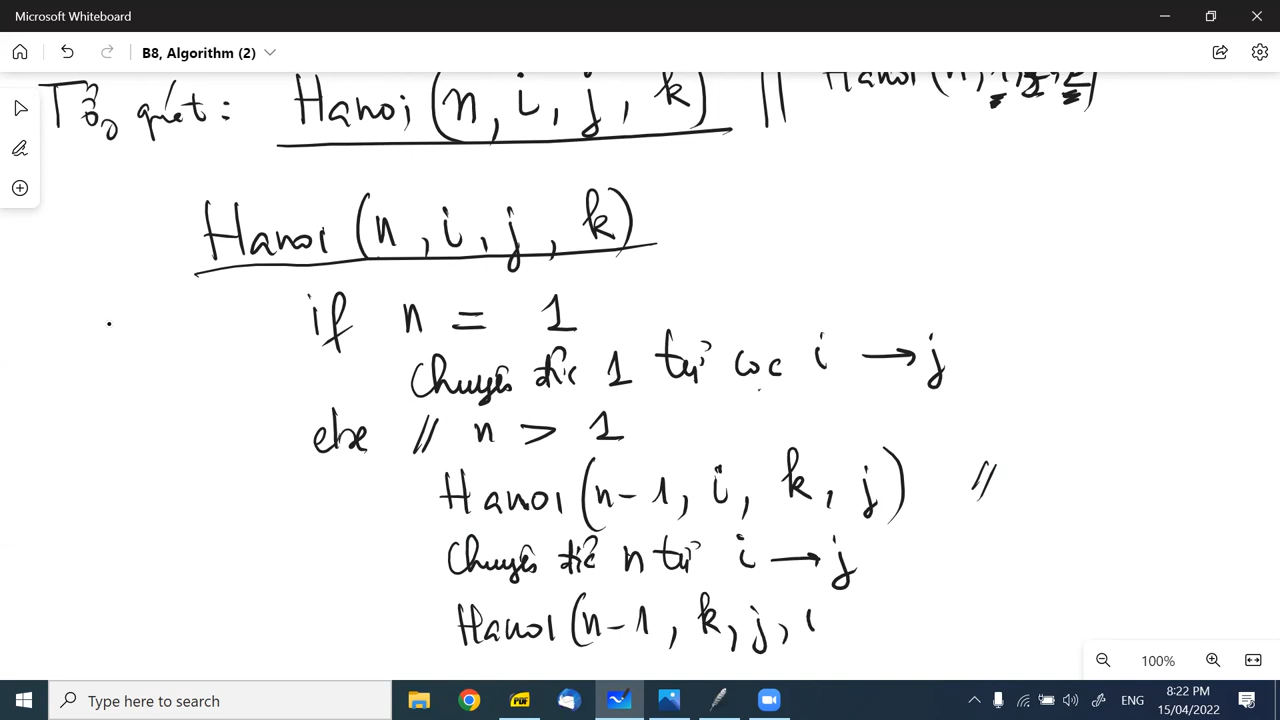 Microsoft Whiteboard
B8, Algorithm (2)
Tổng quát: Hanoi (n, i, j, k) || Hanoi (n,
Hanoi (n, i, j, k)
if n = 1
Chuyển đĩa 1 từ cọc i → j
else // n > 1
Hanoi (n-1, i, k, j) //
Chuyển đĩa n từ i → j
Hanoi (n-1, k, j,
100%
Type here to search
ENG
8:22 PM
15/04/2022